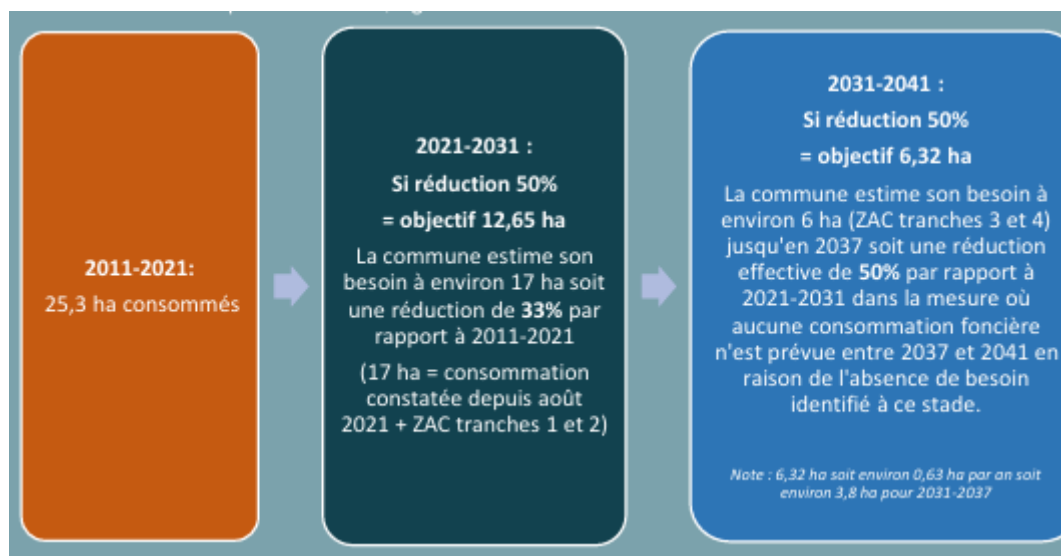 2011-2021:
25,3 ha consommés
2021-2031 :
Si réduction 50%
= objectif 12,65 ha
La commune estime son
besoin à environ 17 ha soit
une réduction de 33% par
rapport à 2011-2021
(17 ha = consommation
constatée depuis août
2021 + ZAC tranches 1 et 2)
2031-2041 :
Si réduction 50%
= objectif 6,32 ha
La commune estime son besoin à
environ 6 ha (ZAC tranches 3 et 4)
jusqu'en 2037 soit une réduction
effective de 50% par rapport à
2021-2031 dans la mesure où
aucune consommation foncière
n'est prévue entre 2037 et 2041 en
raison de l'absence de besoin
identifié à ce stade.
Note : 6,32 ha soit environ 0,63 ha par an soit
environ 3,8 ha pour 2031-2037